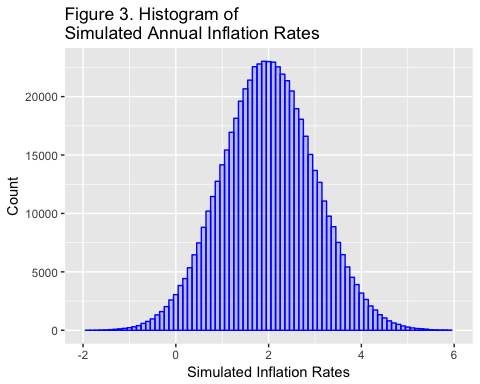 Figure 3. Histogram of
Simulated Annual Inflation Rates
Count
20000
15000
10000
5000
0
-2
0
2
4
6
Simulated Inflation Rates